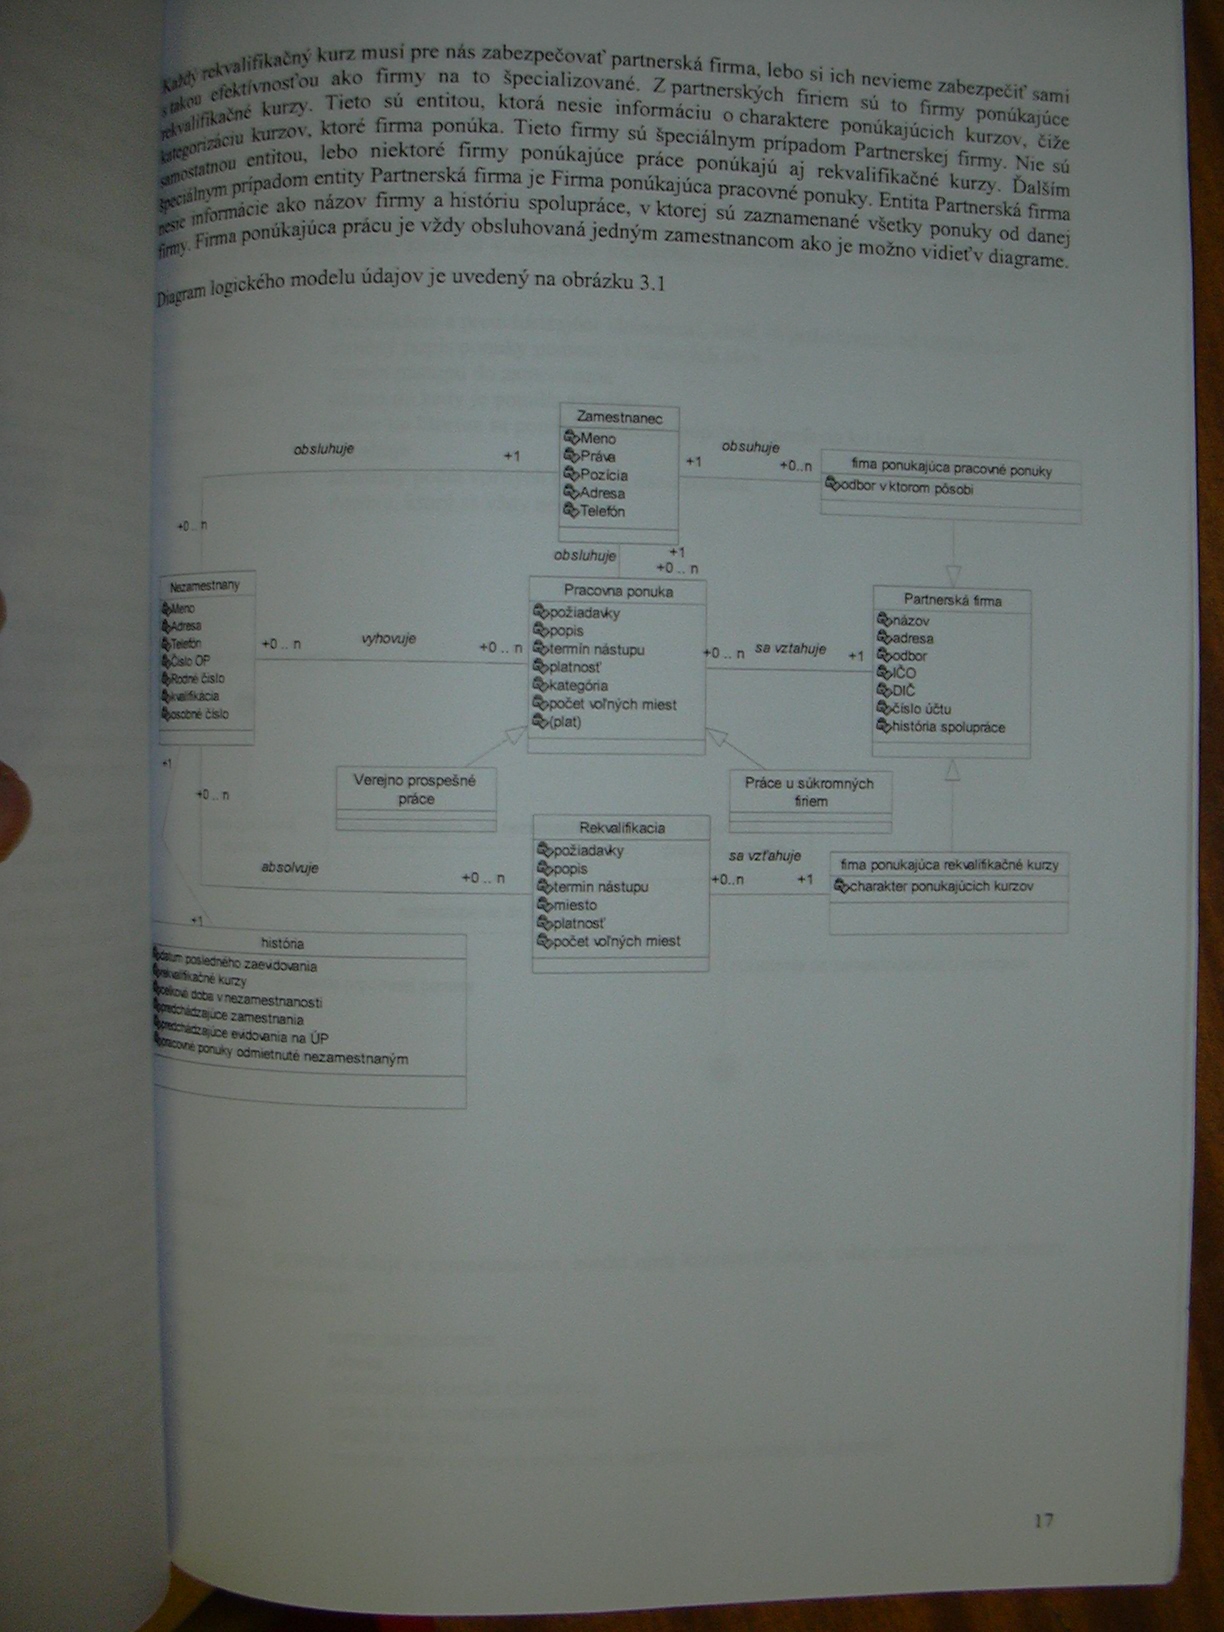 Každý rekvalifikačný kurz musí pre nás zabezpečovať partnerská firma, lebo si ich nevieme zabezpečiť sami
s takou efektívnosťou ako firmy na to špecializované. Z partnerských firiem sú to firmy ponúkajúce
rekvalifikačné kurzy. Tieto sú entitou, ktorá nesie informáciu o charaktere ponúkajúcich kurzov, čiže
kategorizáciu kurzov, ktoré firma ponúka. Tieto firmy sú špeciálnym prípadom Partnerskej firmy. Nie sú
samostatnou entitou, lebo niektoré firmy ponúkajúce práce ponúkajú aj rekvalifikačné kurzy. Ďalším
špeciálnym prípadom entity Partnerská firma je Firma ponúkajúca pracovné ponuky. Entita Partnerská firma
nesie informácie ako názov firmy a históriu spolupráce, v ktorej sú zaznamenané všetky ponuky od danej
firmy. Firma ponúkajúca prácu je vždy obsluhovaná jedným zamestnancom ako je možno vidieť v diagrame.
Diagram logického modelu údajov je uvedený na obrázku 3.1
Zamestnanec
Meno
Práva
Pozícia
Adresa
Telefón
obsluhuje
+1
+0 .. n
obsuhuje
+1
+0..n
fima ponukajúca pracovné ponuky
odbor v ktorom pôsobi
obsluhuje
+1
+0 .. n
Nezamestnany
Meno
Adresa
Telefón
Číslo OP
Rodné čislo
kvalifikácia
osobné číslo
+0 .. n
vyhovuje
+0 .. n
Pracovna ponuka
požiadavky
popis
termín nástupu
platnosť
kategória
počet voľných miest
(plat)
+0 .. n
sa vztahuje
+1
Partnerská firma
názov
adresa
odbor
IČO
DIČ
číslo účtu
história spolupráce
Verejno prospešné
práce
Práce u súkromných
firiem
+1
+0 .. n
absolvuje
+0 .. n
Rekvalifikacia
požiadavky
popis
termin nástupu
miesto
platnosť
počet voľných miest
sa vzťahuje
+0..n
+1
fima ponukajúca rekvalifikačné kurzy
charakter ponukajúcich kurzov
+1
história
datum posledného zaevidovania
rekvalifikačné kurzy
celková doba v nezamestnanosti
predchádzajúce zamestnania
predchádzajúce evidovania na ÚP
pracovné ponuky odmietnuté nezamestnaným
17